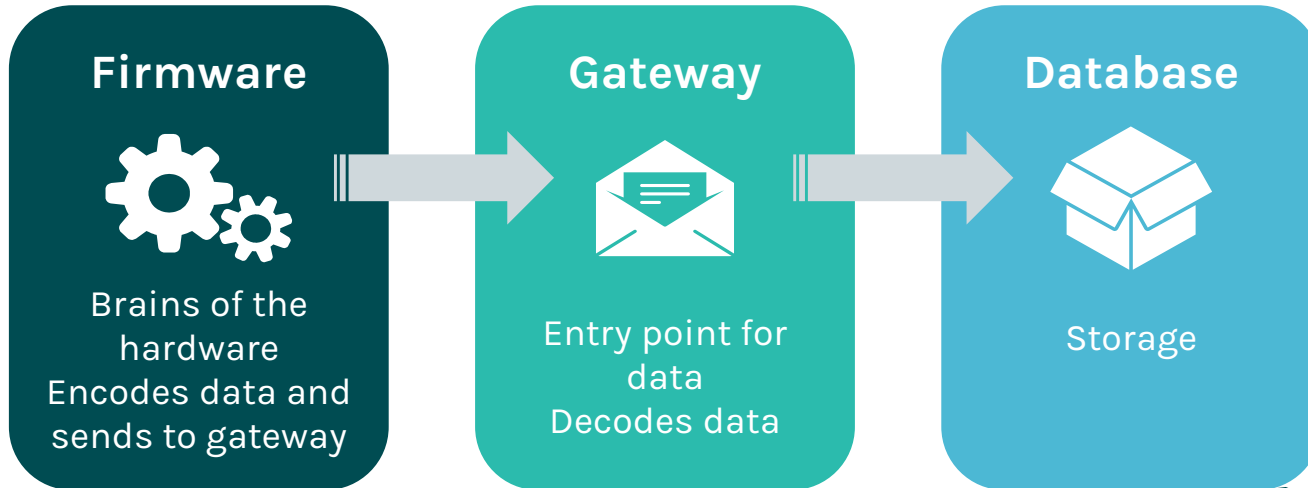 Firmware
Brains of the
hardware
Encodes data and
sends to gateway
Gateway
Entry point for
data
Decodes data
Database
Storage